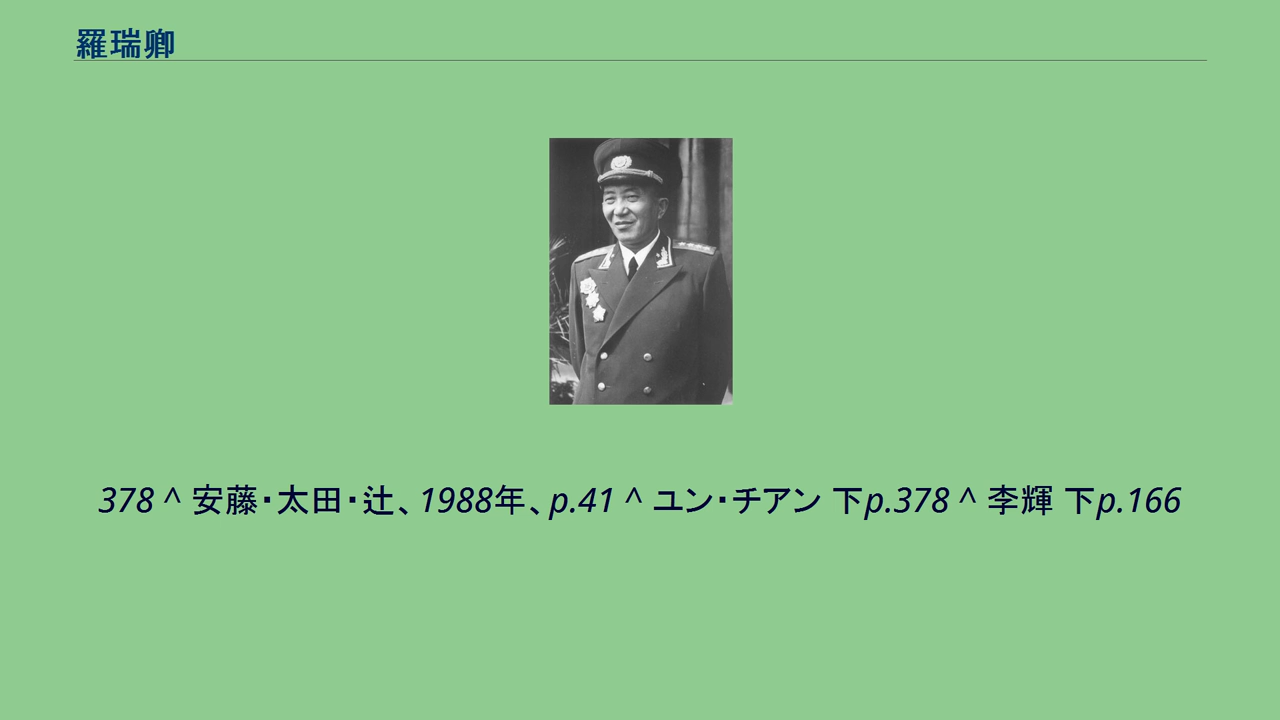 羅瑞卿
378 ^ 安藤・太田・辻、1988年、p.41 ^ ユン・チアン 下p.378 ^ 李輝 下p.166